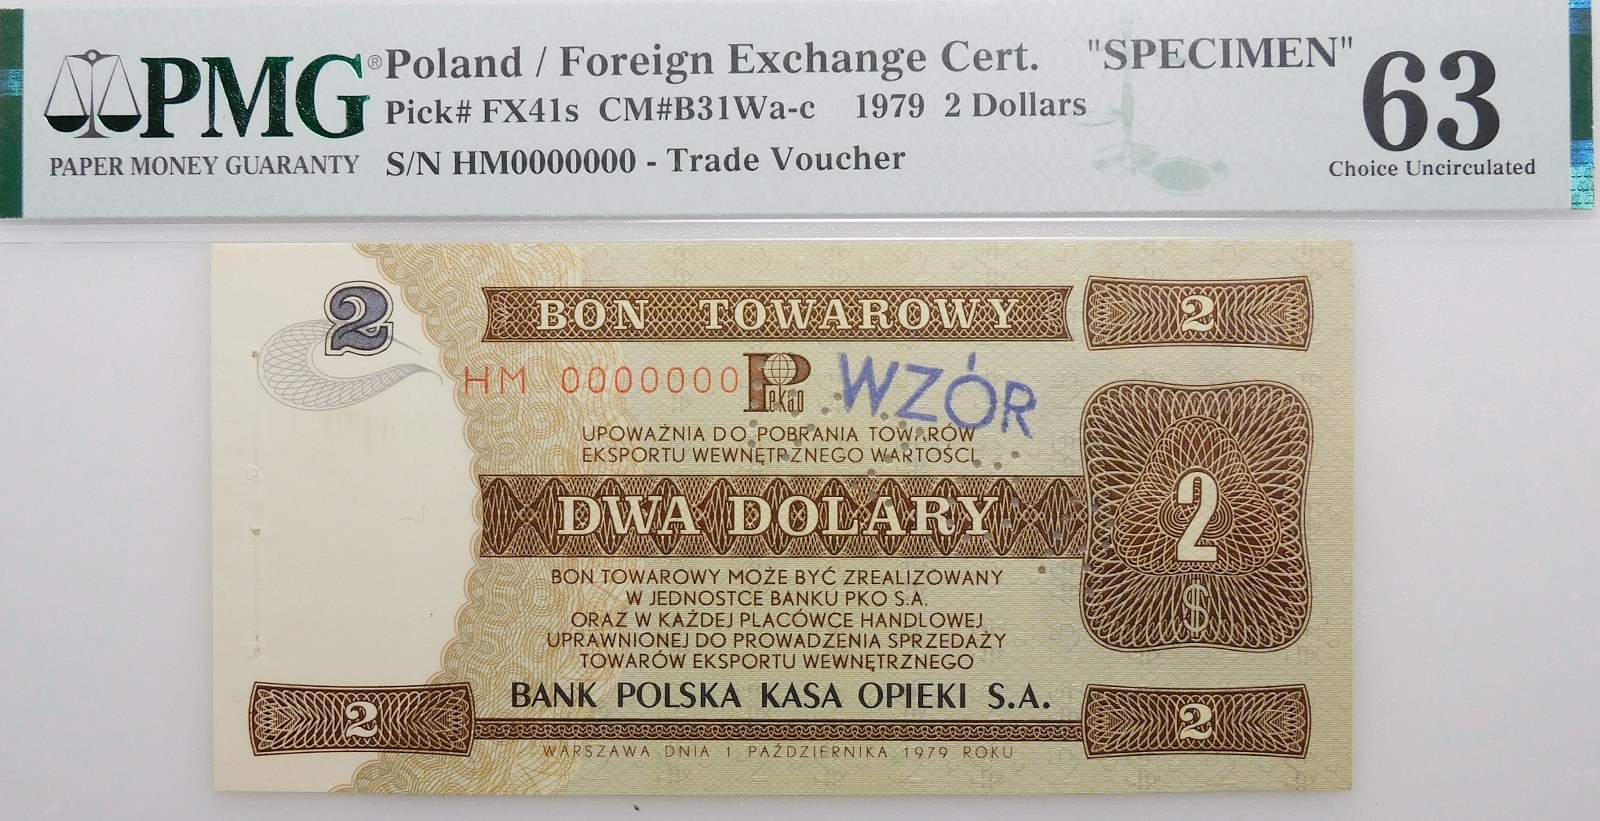 PMG®
PAPER MONEY GUARANTY
Poland / Foreign Exchange Cert. "SPECIMEN"
Pick# FX41s CM#B31Wa-c 1979 2 Dollars
S/N HM0000000 - Trade Voucher
63
Choice Uncirculated
2
BON TOWAROWY
2
HM 0000000
Pekao
WZÓR
UPOWAŻNIA DO POBRANIA TOWARÓW
EKSPORTU WEWNĘTRZNEGO WARTOŚCI
DWA DOLARY
2
$
BON TOWAROWY MOŻE BYĆ ZREALIZOWANY
W JEDNOSTCE BANKU PKO S.A.
ORAZ W KAŻDEJ PLACÓWCE HANDLOWEJ
UPRAWNIONEJ DO PROWADZENIA SPRZEDAŻY
TOWARÓW EKSPORTU WEWNĘTRZNEGO
BANK POLSKA KASA OPIEKI S.A.
2
2
WARSZAWA DNIA 1 PAŹDZIERNIKA 1979 ROKU